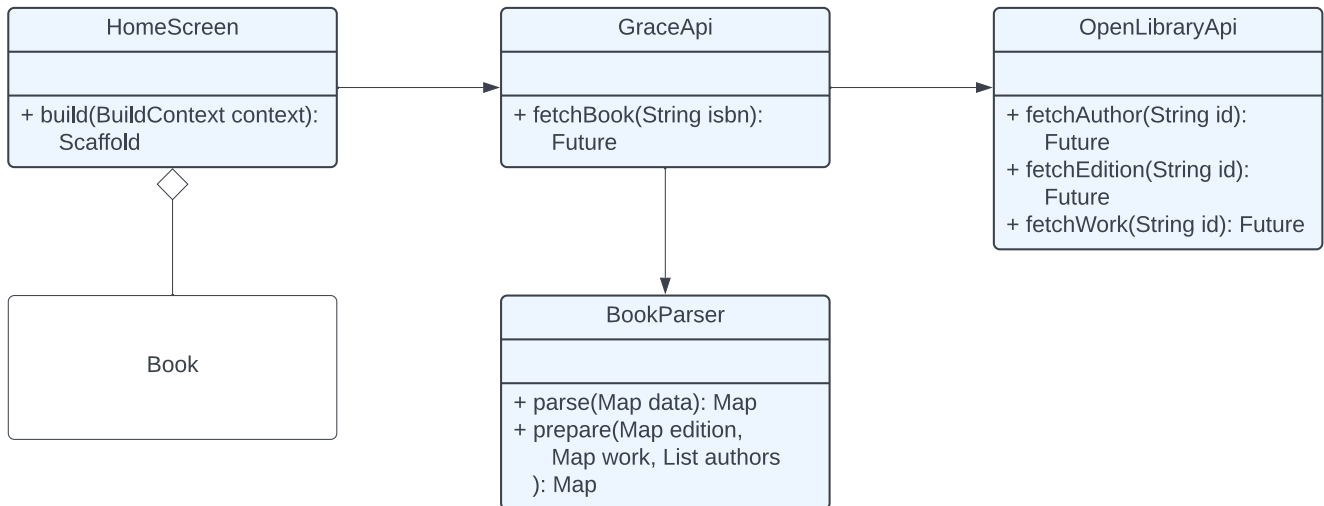 HomeScreen
+ build(BuildContext context):
Scaffold
GraceApi
+ fetchBook(String isbn):
Future
OpenLibraryApi
+ fetchAuthor(String id):
Future
+ fetchEdition(String id):
Future
+ fetchWork(String id): Future
Book
BookParser
+ parse(Map data): Map
+ prepare(Map edition,
Map work, List authors
): Map